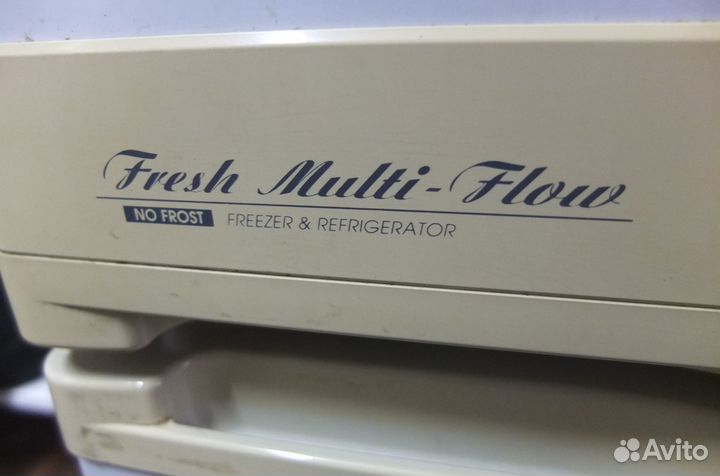 Fresh Multi-Flow
NO FROST FREEZER & REFRIGERATOR
Avito